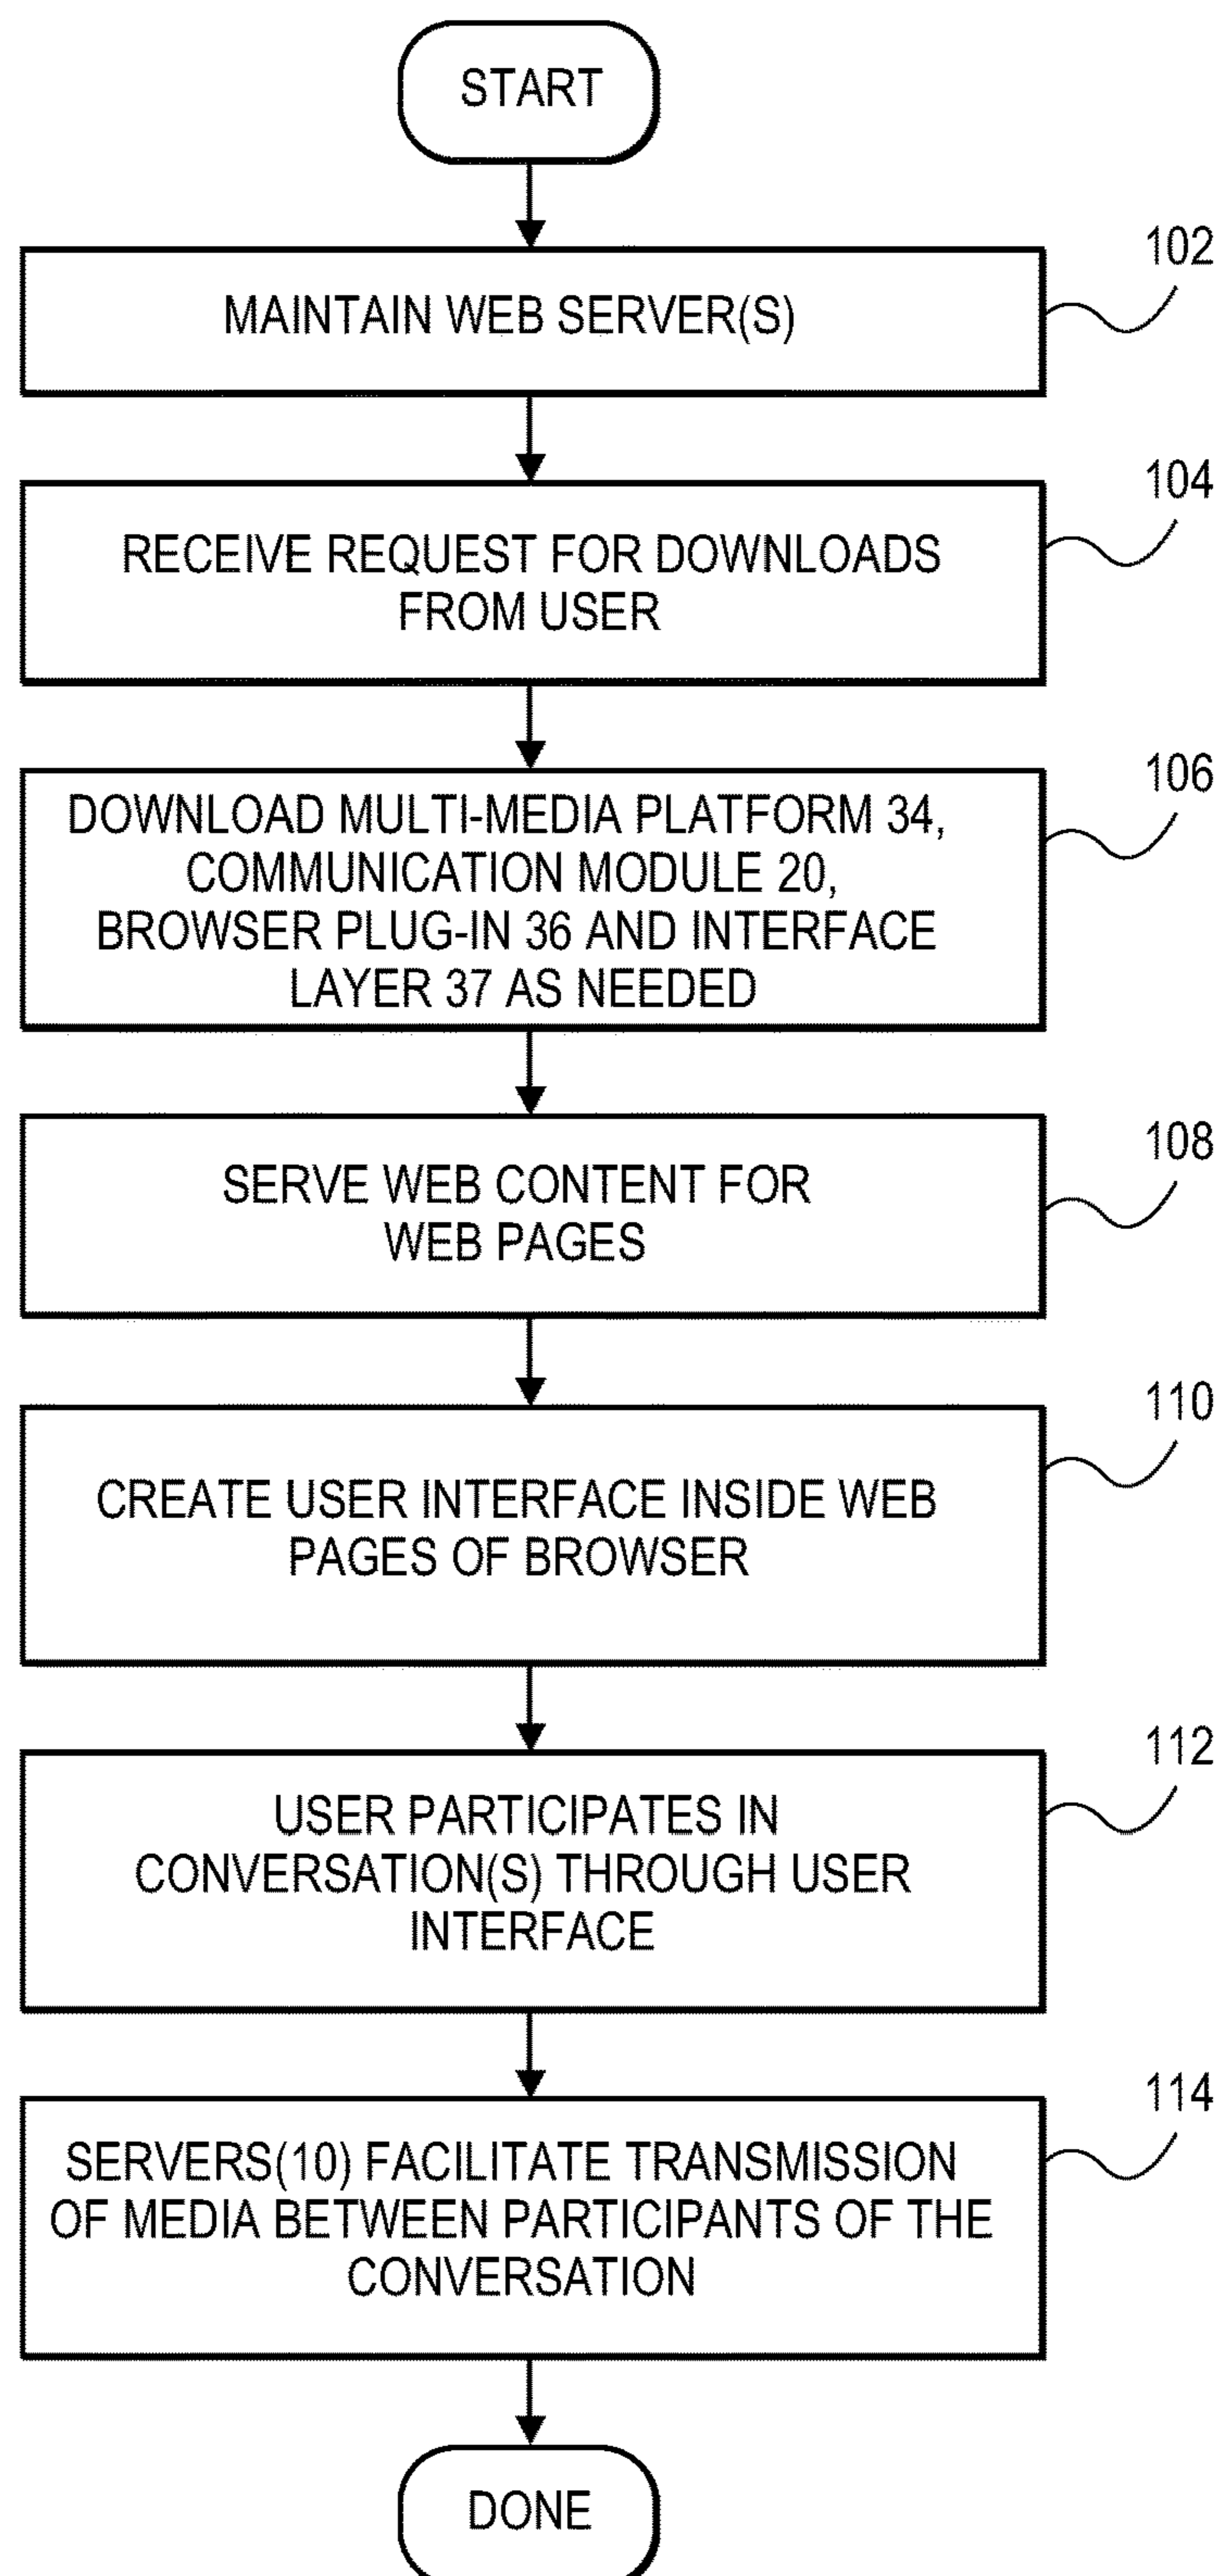 START
102
MAINTAIN WEB SERVER(S)
104
RECEIVE REQUEST FOR DOWNLOADS
FROM USER
106
DOWNLOAD MULTI-MEDIA PLATFORM 34,
COMMUNICATION MODULE 20,
BROWSER PLUG-IN 36 AND INTERFACE
LAYER 37 AS NEEDED
108
SERVE WEB CONTENT FOR
WEB PAGES
110
CREATE USER INTERFACE INSIDE WEB
PAGES OF BROWSER
112
USER PARTICIPATES IN
CONVERSATION(S) THROUGH USER
INTERFACE
114
SERVERS(10) FACILITATE TRANSMISSION
OF MEDIA BETWEEN PARTICIPANTS OF THE
CONVERSATION
DONE